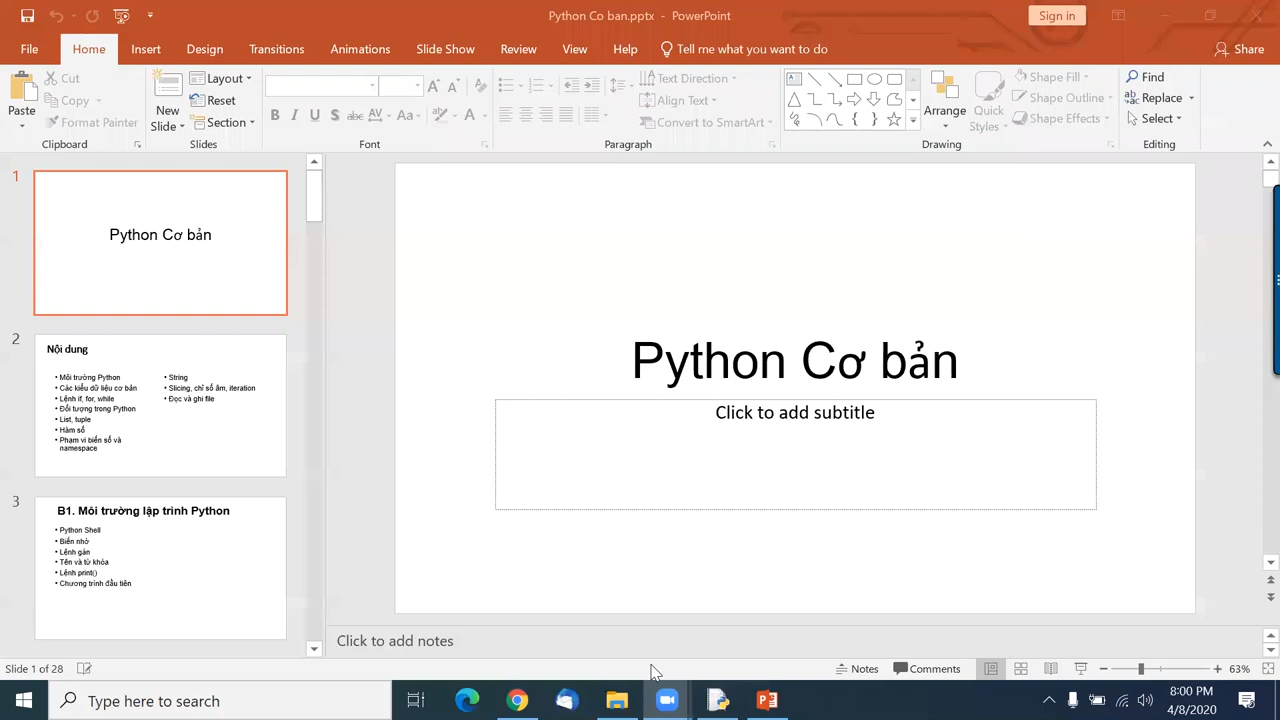 Python Co ban.pptx - PowerPoint
Sign in
File Home Insert Design Transitions Animations Slide Show Review View Help Tell me what you want to do Share
Paste
Cut
Copy
Format Painter
Clipboard
New Slide
Layout
Reset
Section
Slides
B I U S abc AV Aa A
Font
Text Direction
Align Text
Convert to SmartArt
Paragraph
Arrange
Quick Styles
Shape Fill
Shape Outline
Shape Effects
Drawing
Find
Replace
Select
Editing
1
Python Cơ bản
2
Nội dung
• Môi trường Python
• Các kiểu dữ liệu cơ bản
• Lệnh if, for, while
• Đối tượng trong Python
• List, tuple
• Hàm số
• Phạm vi biến số và
namespace
• String
• Slicing, chỉ số âm, iteration
• Đọc và ghi file
3
B1. Môi trường lập trình Python
• Python Shell
• Biến nhớ
• Lệnh gán
• Tên và từ khóa
• Lệnh print()
• Chương trình đầu tiên
Python Cơ bản
Click to add subtitle
Click to add notes
Slide 1 of 28
Notes
Comments
63%
Type here to search
8:00 PM
4/8/2020